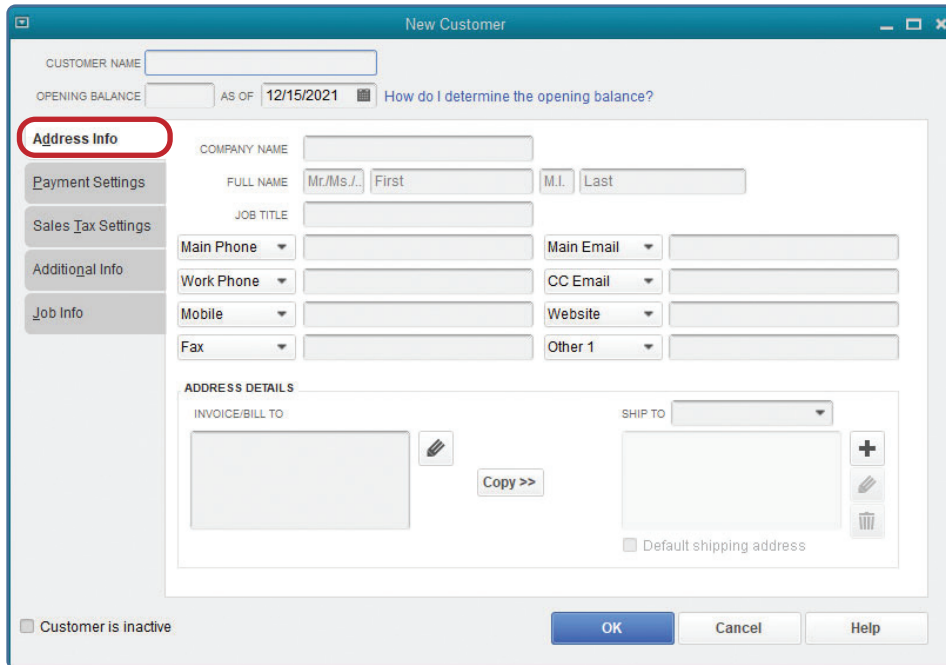 New Customer
CUSTOMER NAME
OPENING BALANCE AS OF 12/15/2021 How do I determine the opening balance?
Address Info
Payment Settings
Sales Tax Settings
Additional Info
Job Info
COMPANY NAME
FULL NAME Mr./Ms./.. First M.I. Last
JOB TITLE
Main Phone Main Email
Work Phone CC Email
Mobile Website
Fax Other 1
ADDRESS DETAILS
INVOICE/BILL TO SHIP TO
Copy >>
Default shipping address
Customer is inactive OK Cancel Help